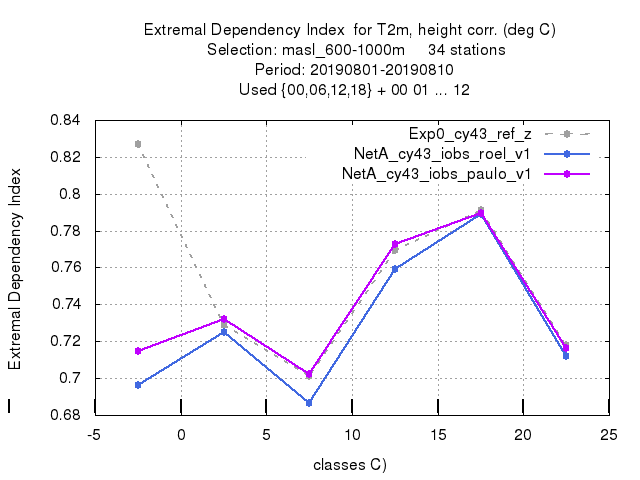 Extremal Dependency Index  for T2m, height corr. (deg C)
Selection: masl_600-1000m     34 stations
Period: 20190801-20190810
Used {00,06,12,18} + 00 01 ... 12
Exp0_cy43_ref_z
NetA_cy43_iobs_roel_v1
NetA_cy43_iobs_paulo_v1
Extremal Dependency Index
0.84
0.82
0.8
0.78
0.76
0.74
0.72
0.7
0.68
-5 0 5 10 15 20 25
classes C)